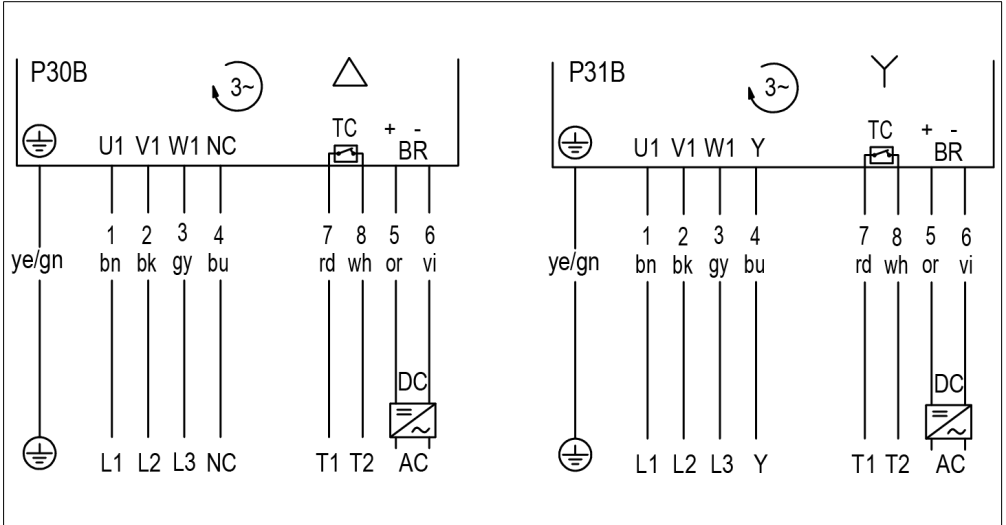 P30B
3~
TC
+ -
U1 V1 W1 NC
BR
1 2 3 4 7 8 5 6
ye/gn bn bk gy bu rd wh or vi
DC
L1 L2 L3 NC T1 T2 AC
P31B
3~
TC
+ -
U1 V1 W1 Y
BR
1 2 3 4 7 8 5 6
ye/gn bn bk gy bu rd wh or vi
DC
L1 L2 L3 Y T1 T2 AC